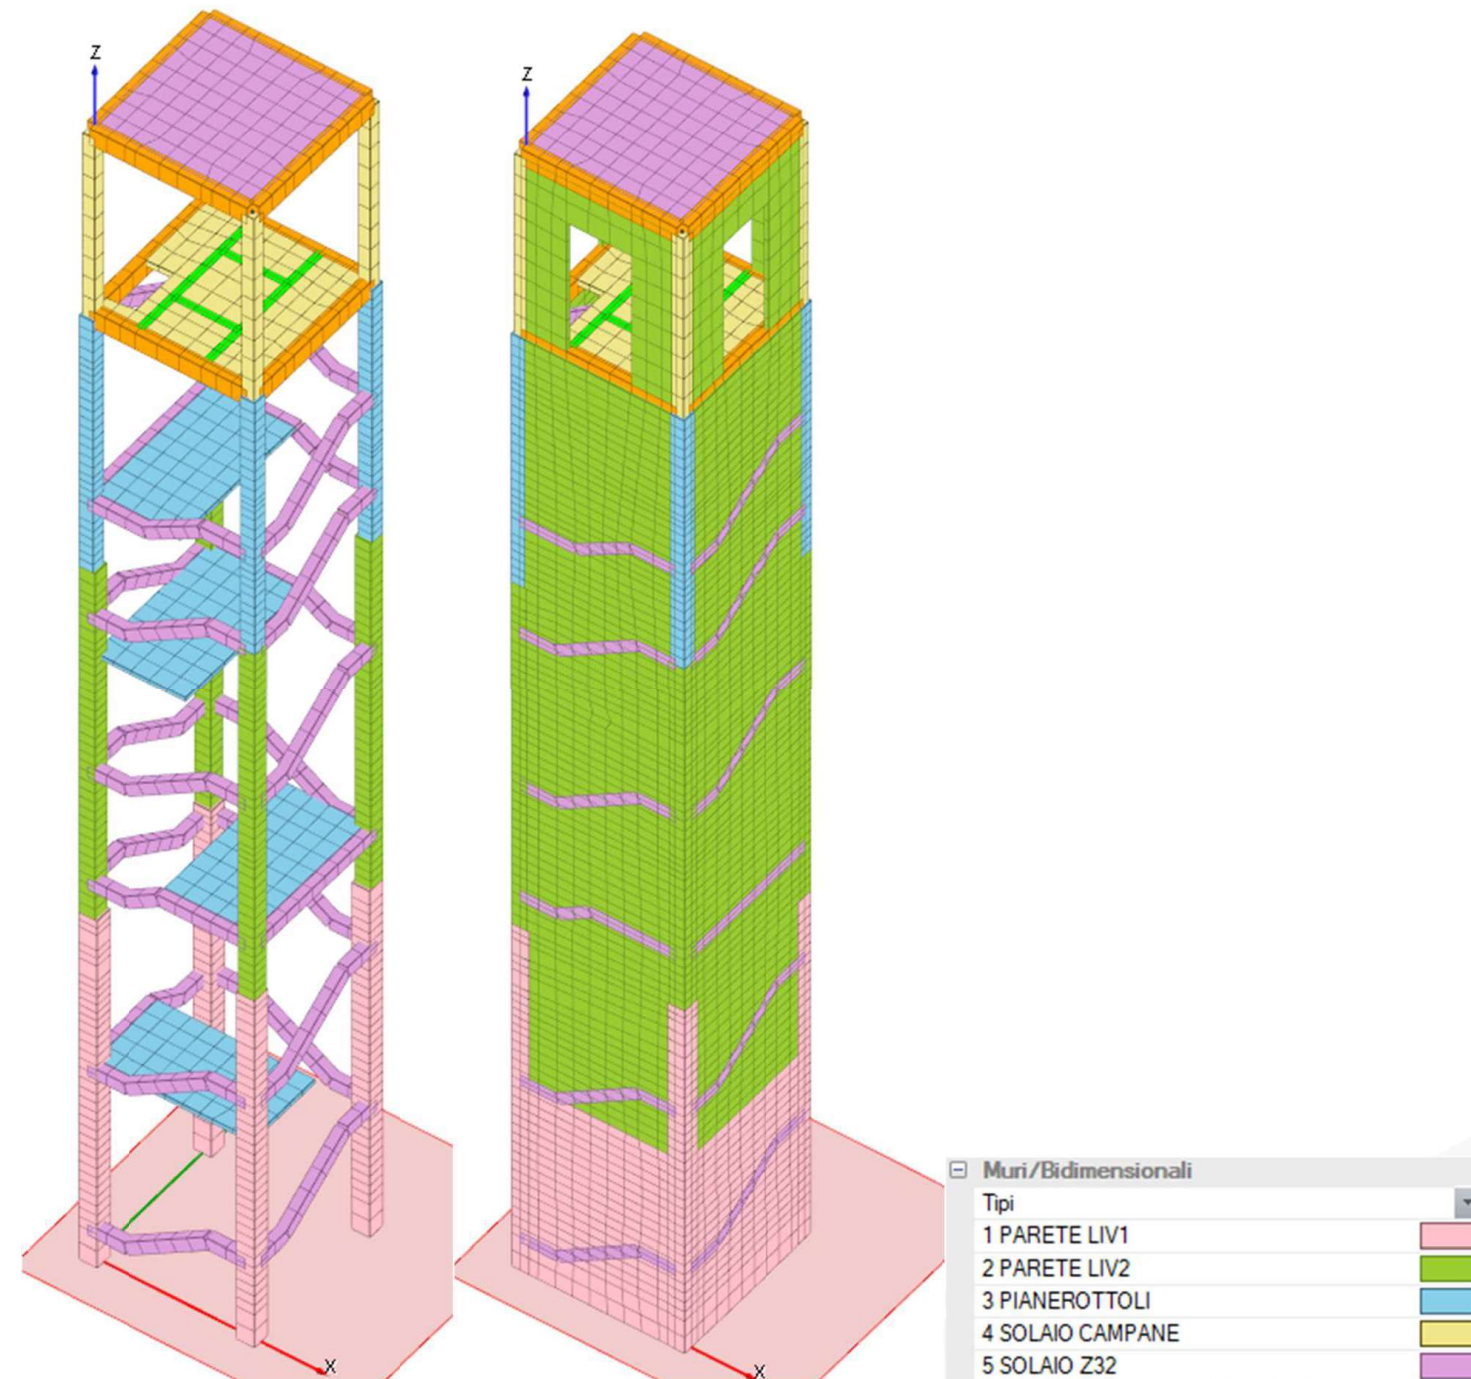 Z
Z
X
X
Muri/Bidimensionali
Tipi
1 PARETE LIV1
2 PARETE LIV2
3 PIANEROTTOLI
4 SOLAIO CAMPANE
5 SOLAIO Z32